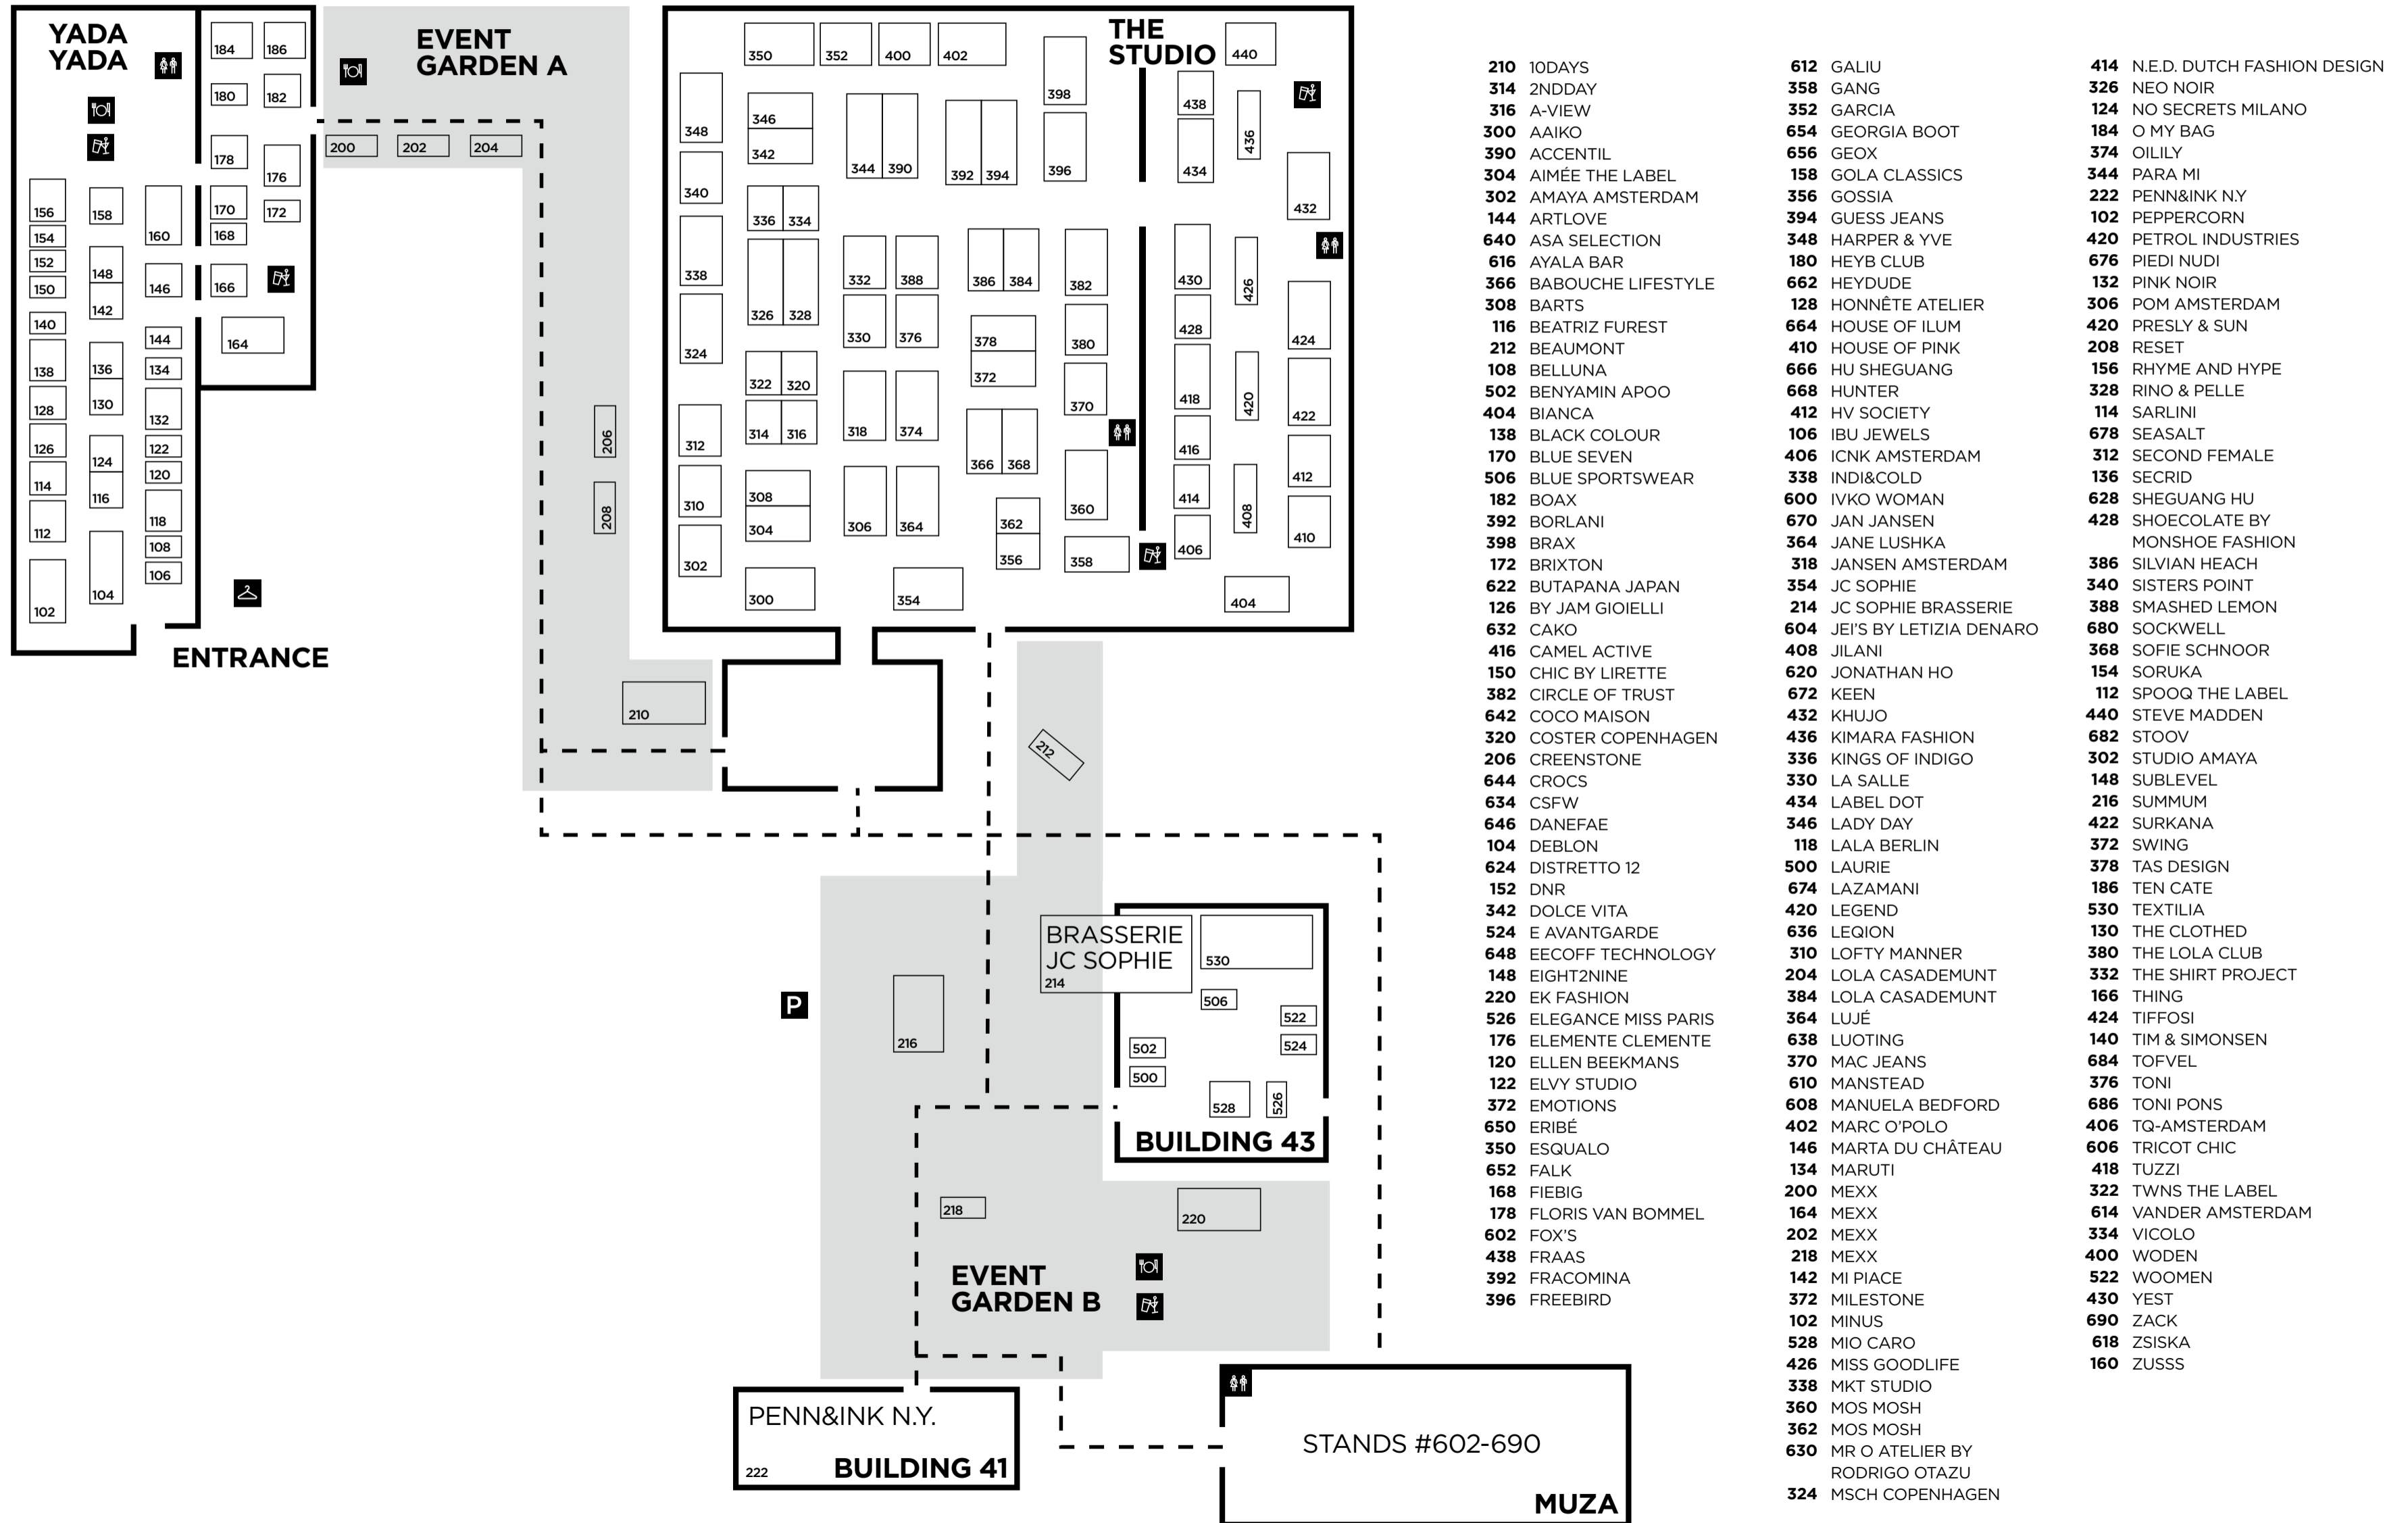 YADA
YADA
184
186
180
182
178
176
170
172
168
166
164
156
158
160
154
152
148
150
146
142
140
144
138
136
134
128
130
132
126
124
122
120
114
116
118
112
108
106
104
102
ENTRANCE
EVENT
GARDEN A
200
202
204
206
208
210
THE
STUDIO
350
352
400
402
398
440
348
346
342
344
390
392
394
396
438
436
434
432
340
336
334
338
326
328
332
388
386
384
382
430
426
424
324
330
376
378
372
380
428
322
320
370
418
420
422
312
314
316
318
374
366
368
416
412
310
308
304
306
364
362
356
360
414
408
410
302
358
406
300
354
404
212
BRASSERIE
JC SOPHIE
214
530
506
522
524
502
500
528
526
BUILDING 43
P
216
218
220
EVENT
GARDEN B
PENN&INK N.Y.
222
BUILDING 41
STANDS #602-690
MUZA
210 10DAYS
314 2NDDAY
316 A-VIEW
300 AAIKO
390 ACCENTIL
304 AIMÉE THE LABEL
302 AMAYA AMSTERDAM
144 ARTLOVE
640 ASA SELECTION
616 AYALA BAR
366 BABOUCHE LIFESTYLE
308 BARTS
116 BEATRIZ FUREST
212 BEAUMONT
108 BELLUNA
502 BENYAMIN APOO
404 BIANCA
138 BLACK COLOUR
170 BLUE SEVEN
506 BLUE SPORTSWEAR
182 BOAX
392 BORLANI
398 BRAX
172 BRIXTON
622 BUTAPANA JAPAN
126 BY JAM GIOIELLI
632 CAKO
416 CAMEL ACTIVE
150 CHIC BY LIRETTE
382 CIRCLE OF TRUST
642 COCO MAISON
320 COSTER COPENHAGEN
206 CREENSTONE
644 CROCS
634 CSFW
646 DANEFAE
104 DEBLON
624 DISTRETTO 12
152 DNR
342 DOLCE VITA
524 E AVANTGARDE
648 EECOFF TECHNOLOGY
148 EIGHT2NINE
220 EK FASHION
526 ELEGANCE MISS PARIS
176 ELEMENTE CLEMENTE
120 ELLEN BEEKMANS
122 ELVY STUDIO
372 EMOTIONS
650 ERIBÉ
350 ESQUALO
652 FALK
168 FIEBIG
178 FLORIS VAN BOMMEL
602 FOX'S
438 FRAAS
392 FRACOMINA
396 FREEBIRD
612 GALIU
358 GANG
352 GARCIA
654 GEORGIA BOOT
656 GEOX
158 GOLA CLASSICS
356 GOSSIA
394 GUESS JEANS
348 HARPER & YVE
180 HEYB CLUB
662 HEYDUDE
128 HONNÊTE ATELIER
664 HOUSE OF ILUM
410 HOUSE OF PINK
666 HU SHEGUANG
668 HUNTER
412 HV SOCIETY
106 IBU JEWELS
406 ICNK AMSTERDAM
338 INDI&COLD
600 IVKO WOMAN
670 JAN JANSEN
364 JANE LUSHKA
318 JANSEN AMSTERDAM
354 JC SOPHIE
214 JC SOPHIE BRASSERIE
604 JEI'S BY LETIZIA DENARO
408 JILANI
620 JONATHAN HO
672 KEEN
432 KHUJO
436 KIMARA FASHION
336 KINGS OF INDIGO
330 LA SALLE
434 LABEL DOT
346 LADY DAY
118 LALA BERLIN
500 LAURIE
674 LAZAMANI
420 LEGEND
636 LEQION
310 LOFTY MANNER
204 LOLA CASADEMUNT
384 LOLA CASADEMUNT
364 LUJÉ
638 LUOTING
370 MAC JEANS
610 MANSTEAD
608 MANUELA BEDFORD
402 MARC O'POLO
146 MARTA DU CHÂTEAU
134 MARUTI
200 MEXX
164 MEXX
202 MEXX
218 MEXX
142 MI PIACE
372 MILESTONE
102 MINUS
528 MIO CARO
426 MISS GOODLIFE
338 MKT STUDIO
360 MOS MOSH
362 MOS MOSH
630 MR O ATELIER BY
RODRIGO OTAZU
324 MSCH COPENHAGEN
414 N.E.D. DUTCH FASHION DESIGN
326 NEO NOIR
124 NO SECRETS MILANO
184 O MY BAG
374 OILILY
344 PARA MI
222 PENN&INK N.Y
102 PEPPERCORN
420 PETROL INDUSTRIES
676 PIEDI NUDI
132 PINK NOIR
306 POM AMSTERDAM
420 PRESLY & SUN
208 RESET
156 RHYME AND HYPE
328 RINO & PELLE
114 SARLINI
678 SEASALT
312 SECOND FEMALE
136 SECRID
628 SHEGUANG HU
428 SHOECOLATE BY
MONSHOE FASHION
386 SILVIAN HEACH
340 SISTERS POINT
388 SMASHED LEMON
680 SOCKWELL
368 SOFIE SCHNOOR
154 SORUKA
112 SPOOQ THE LABEL
440 STEVE MADDEN
682 STOOV
302 STUDIO AMAYA
148 SUBLEVEL
216 SUMMUM
422 SURKANA
372 SWING
378 TAS DESIGN
186 TEN CATE
530 TEXTILIA
130 THE CLOTHED
380 THE LOLA CLUB
332 THE SHIRT PROJECT
166 THING
424 TIFFOSI
140 TIM & SIMONSEN
684 TOFVEL
376 TONI
686 TONI PONS
406 TQ-AMSTERDAM
606 TRICOT CHIC
418 TUZZI
322 TWNS THE LABEL
614 VANDER AMSTERDAM
334 VICOLO
400 WODEN
522 WOOMEN
430 YEST
690 ZACK
618 ZSISKA
160 ZUSSS